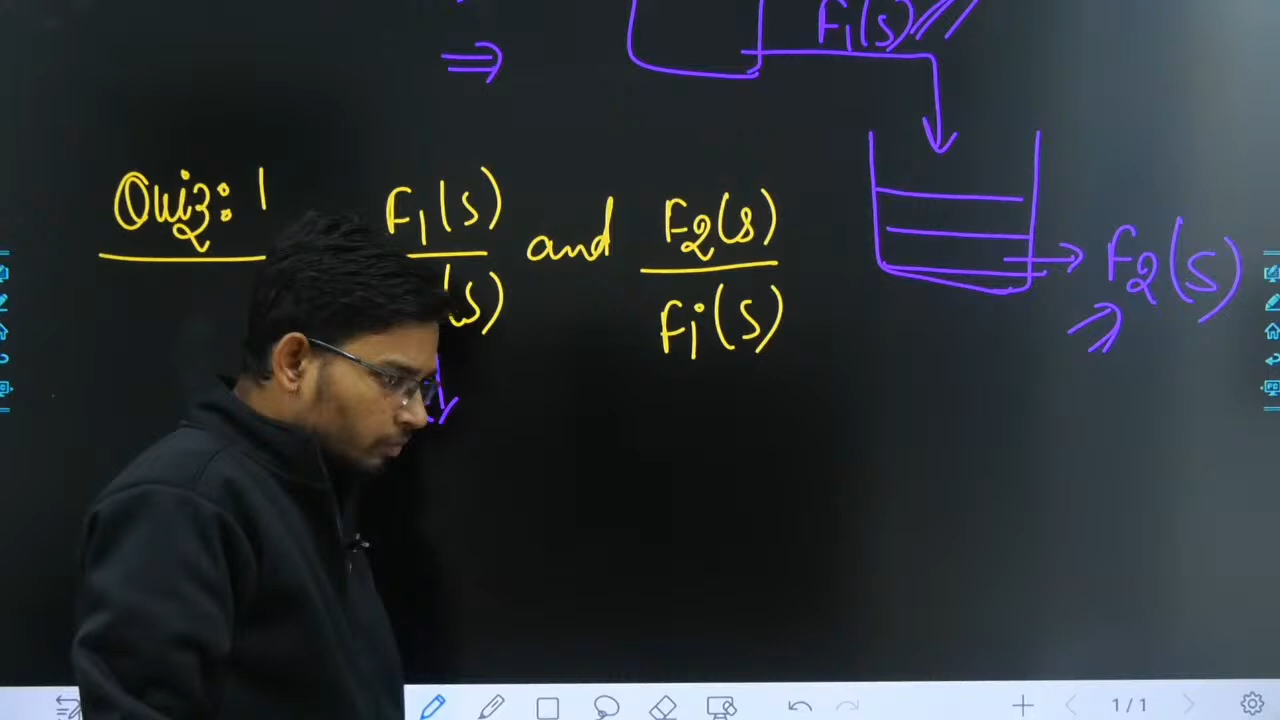 F₁(s)
⇒
Quiz: 1 F₁(s) and F₂(s)
(s) Fi(s)
F₂(s)
1/1